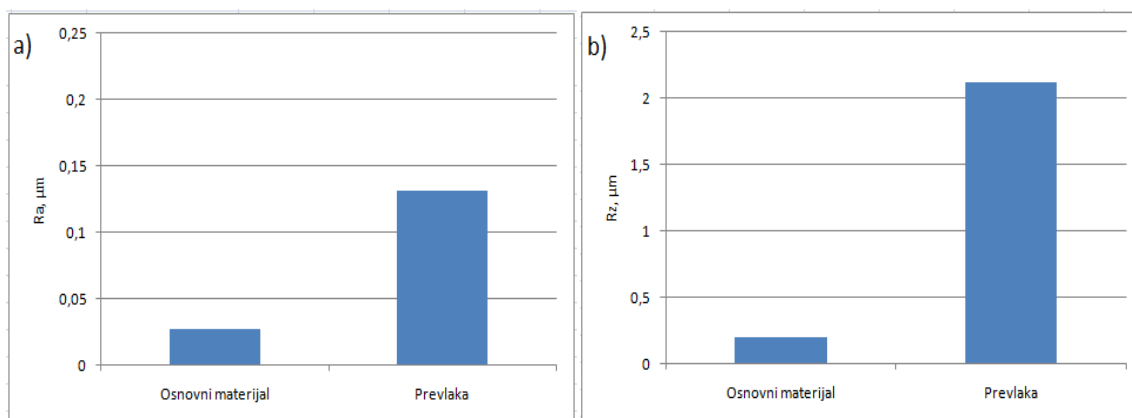 a)
0,25
0,2
0,15
0,1
0,05
0
Ra, µm
Osnovni materijal
Prevlaka
b)
2,5
2
1,5
1
0,5
0
Rz, µm
Osnovni materijal
Prevlaka